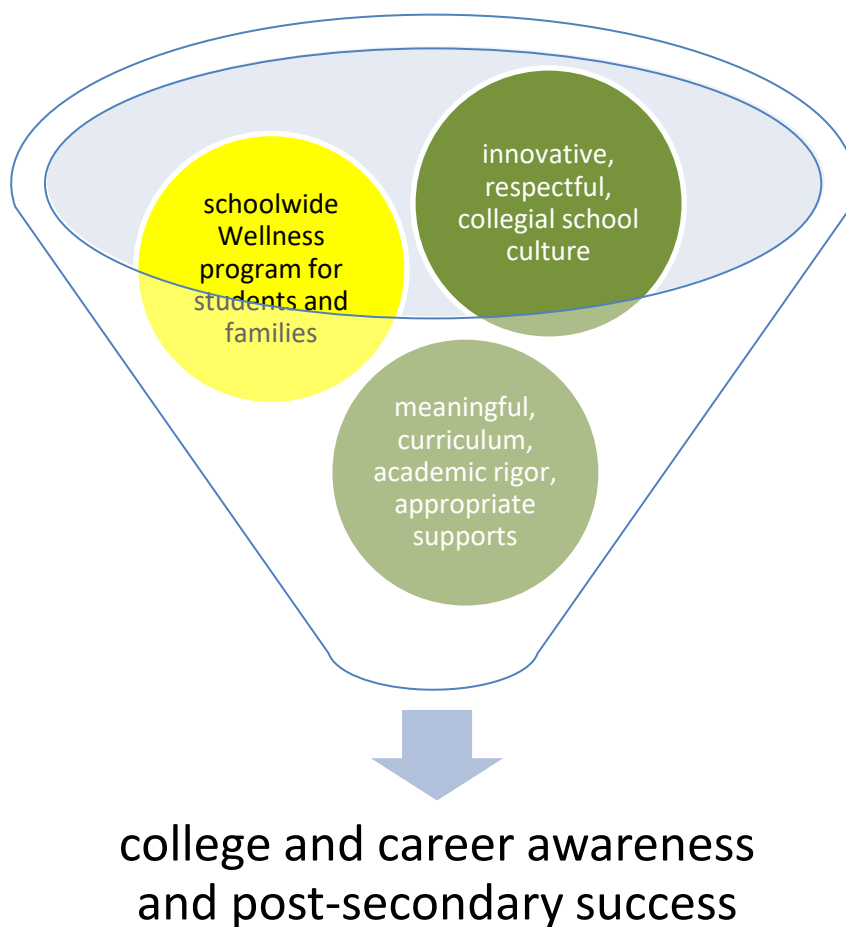 innovative,
respectful,
collegial school
culture
schoolwide
Wellness
program for
students and
families
meaningful,
curriculum,
academic rigor,
appropriate
supports
college and career awareness
and post-secondary success